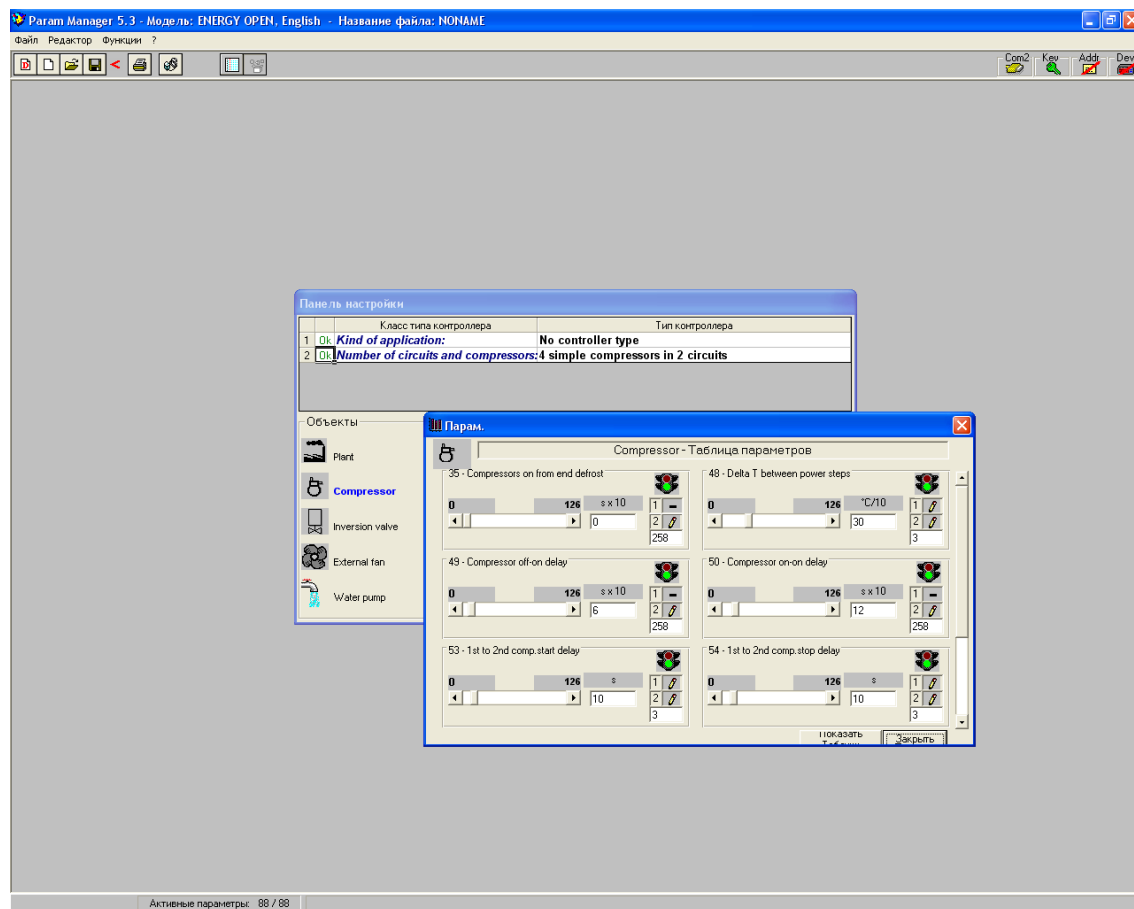 Param Manager 5.3 - Модель: ENERGY OPEN, English - Название файла: NONAME
Файл Редактор Функции ?
Com2 Key Addr Dev
Панель настройки
Класс типа контроллера Тип контроллера
1 Ok Kind of application: No controller type
2 Ok Number of circuits and compressors: 4 simple compressors in 2 circuits
Объекты
Plant
Compressor
Inversion valve
External fan
Water pump
Парам.
Compressor - Таблица параметров
35 - Compressors on from end defrost
0 126 s x 10 1
0 2
258
48 - Delta T between power steps
0 126 °C/10 1
30 2
3
49 - Compressor off-on delay
0 126 s x 10 1
6 2
258
50 - Compressor on-on delay
0 126 s x 10 1
12 2
258
53 - 1st to 2nd comp.start delay
0 126 s 1
10 2
3
54 - 1st to 2nd comp.stop delay
0 126 s 1
10 2
3
Показать
Закрыть
Активные параметры: 88 / 88